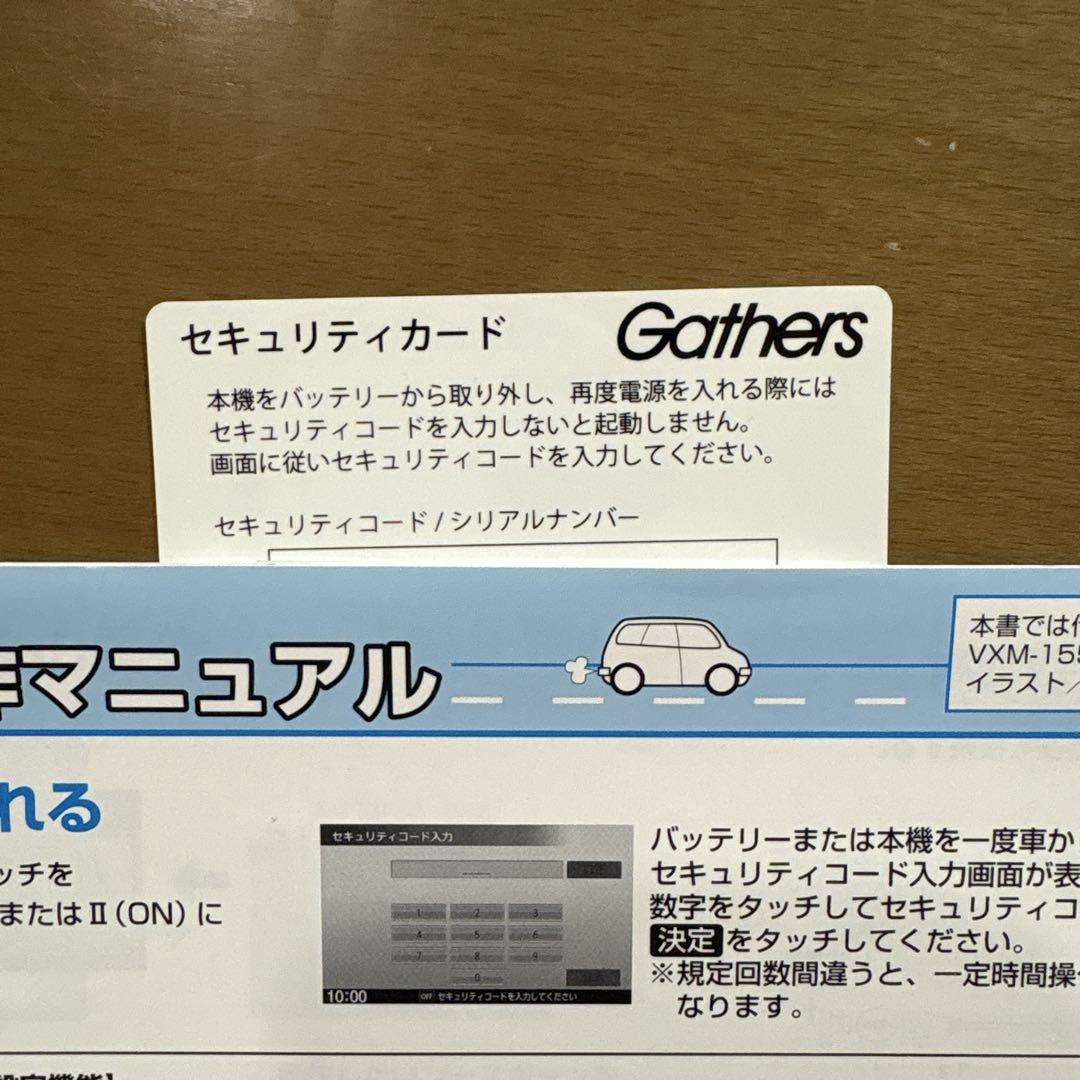 セキュリティカード
Gathers
本機をバッテリーから取り外し、再度電源を入れる際には
セキュリティコードを入力しないと起動しません。
画面に従いセキュリティコードを入力してください。
セキュリティコード / シリアルナンバー
マニュアル
本書では
VXM-155
イラスト／
れる
ッチを
またはⅡ（ON）に
セキュリティコード入力
1 2 3
4 5 6
7 8 9
0
10:00 OFF セキュリティコードを入力してください
バッテリーまたは本機を一度車か
セキュリティコード入力画面が表
数字をタッチしてセキュリティコ
決定をタッチしてください。
※規定回数間違うと、一定時間操
なります。